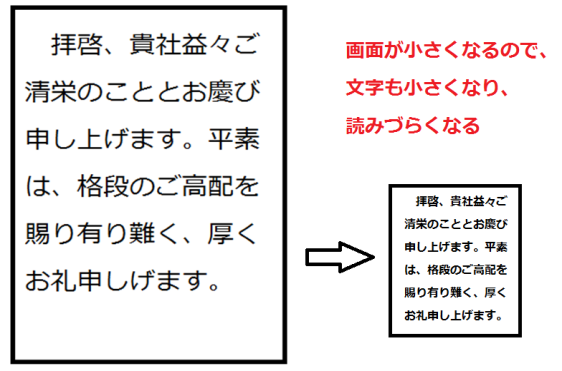 拝啓、貴社益々ご
清栄のこととお慶び
申し上げます。平素
は、格段のご高配を
賜り有り難く、厚く
お礼申しげます。
画面が小さくなるので、
文字も小さくなり、
読みづらくなる
拝啓、貴社益々ご
清栄のこととお慶び
申し上げます。平素
は、格段のご高配を
賜り有り難く、厚く
お礼申し上げます。